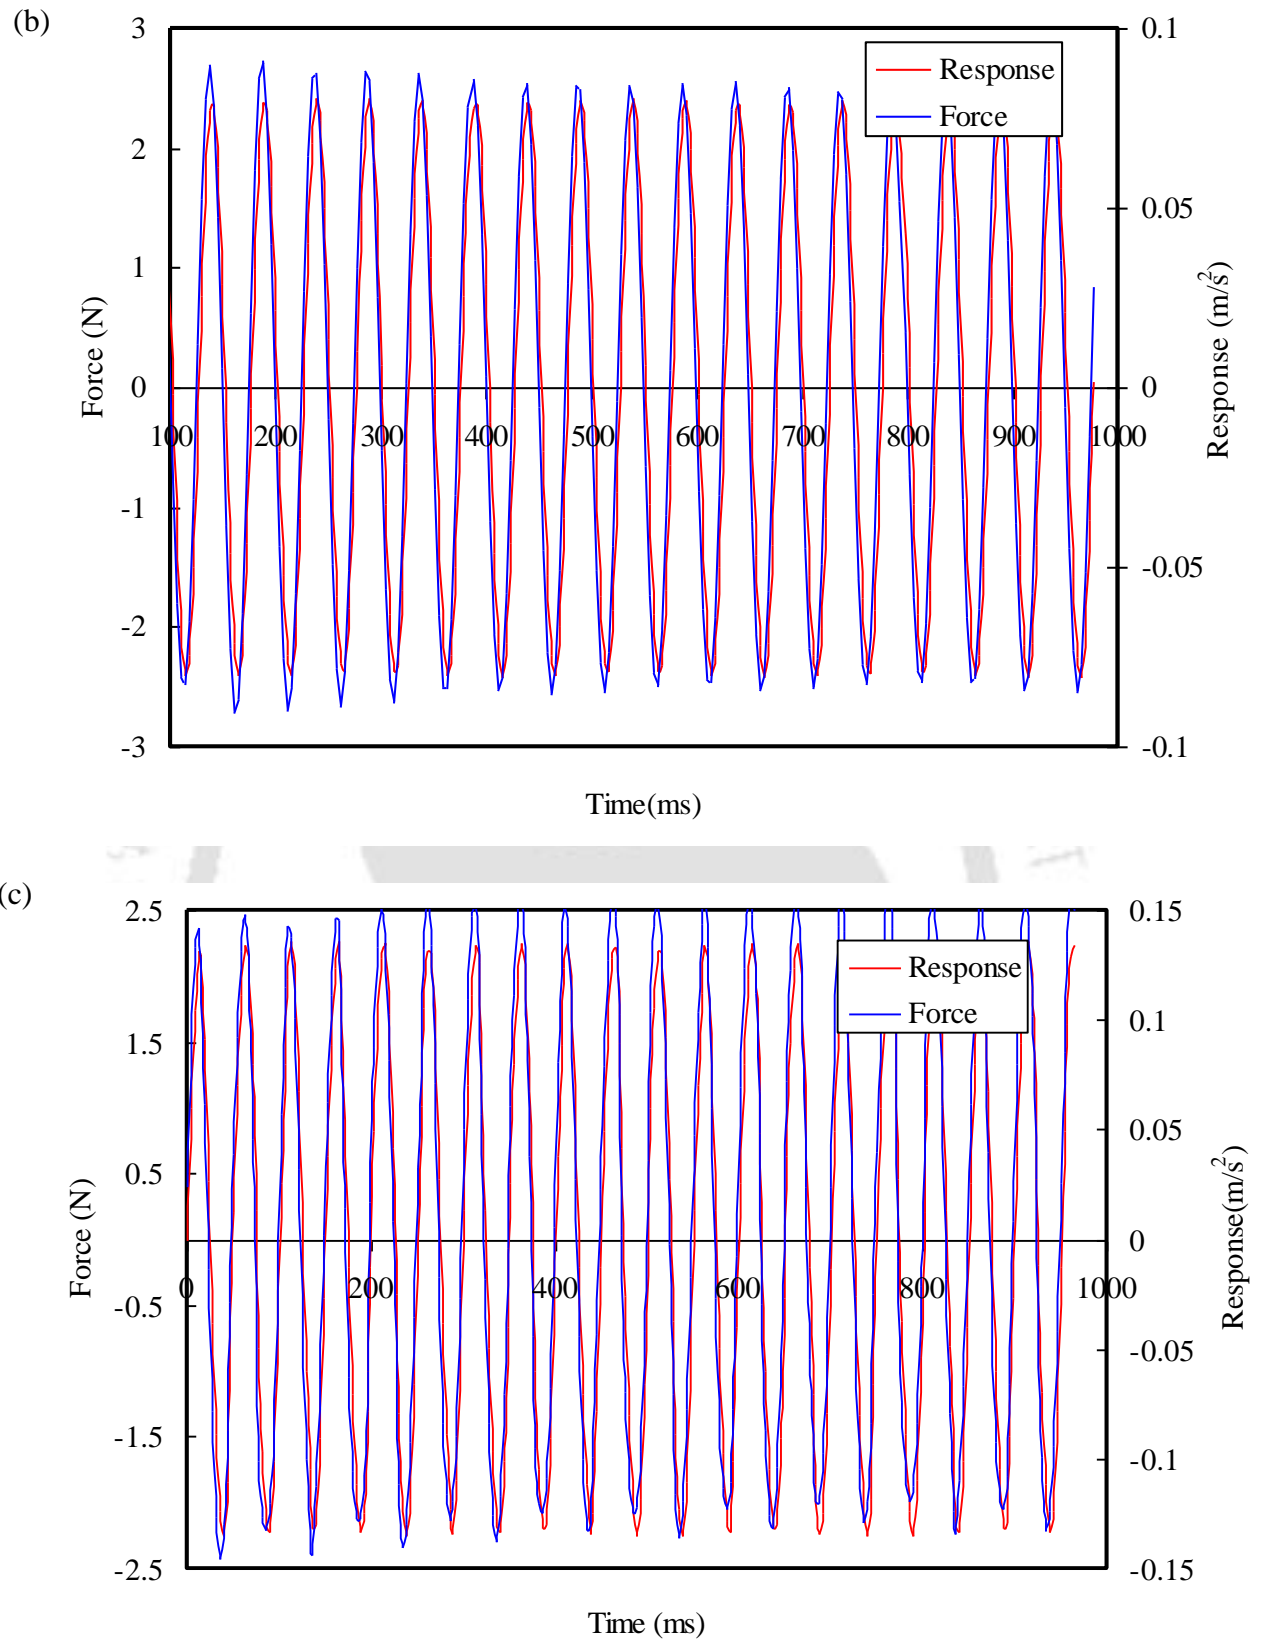 (b)
3
0.1
Response
Force
2
0.05
1
Force (N)
0
0
Response (m/s²)
100 200 300 400 500 600 700 800 900 1000
-1
-0.05
-2
-3
-0.1
Time(ms)
(c)
2.5
0.15
Response
Force
0.1
1.5
0.05
0.5
Force (N)
0
Response(m/s²)
0 200 400 600 800 1000
-0.5
-0.05
-1.5
-0.1
-2.5
-0.15
Time (ms)